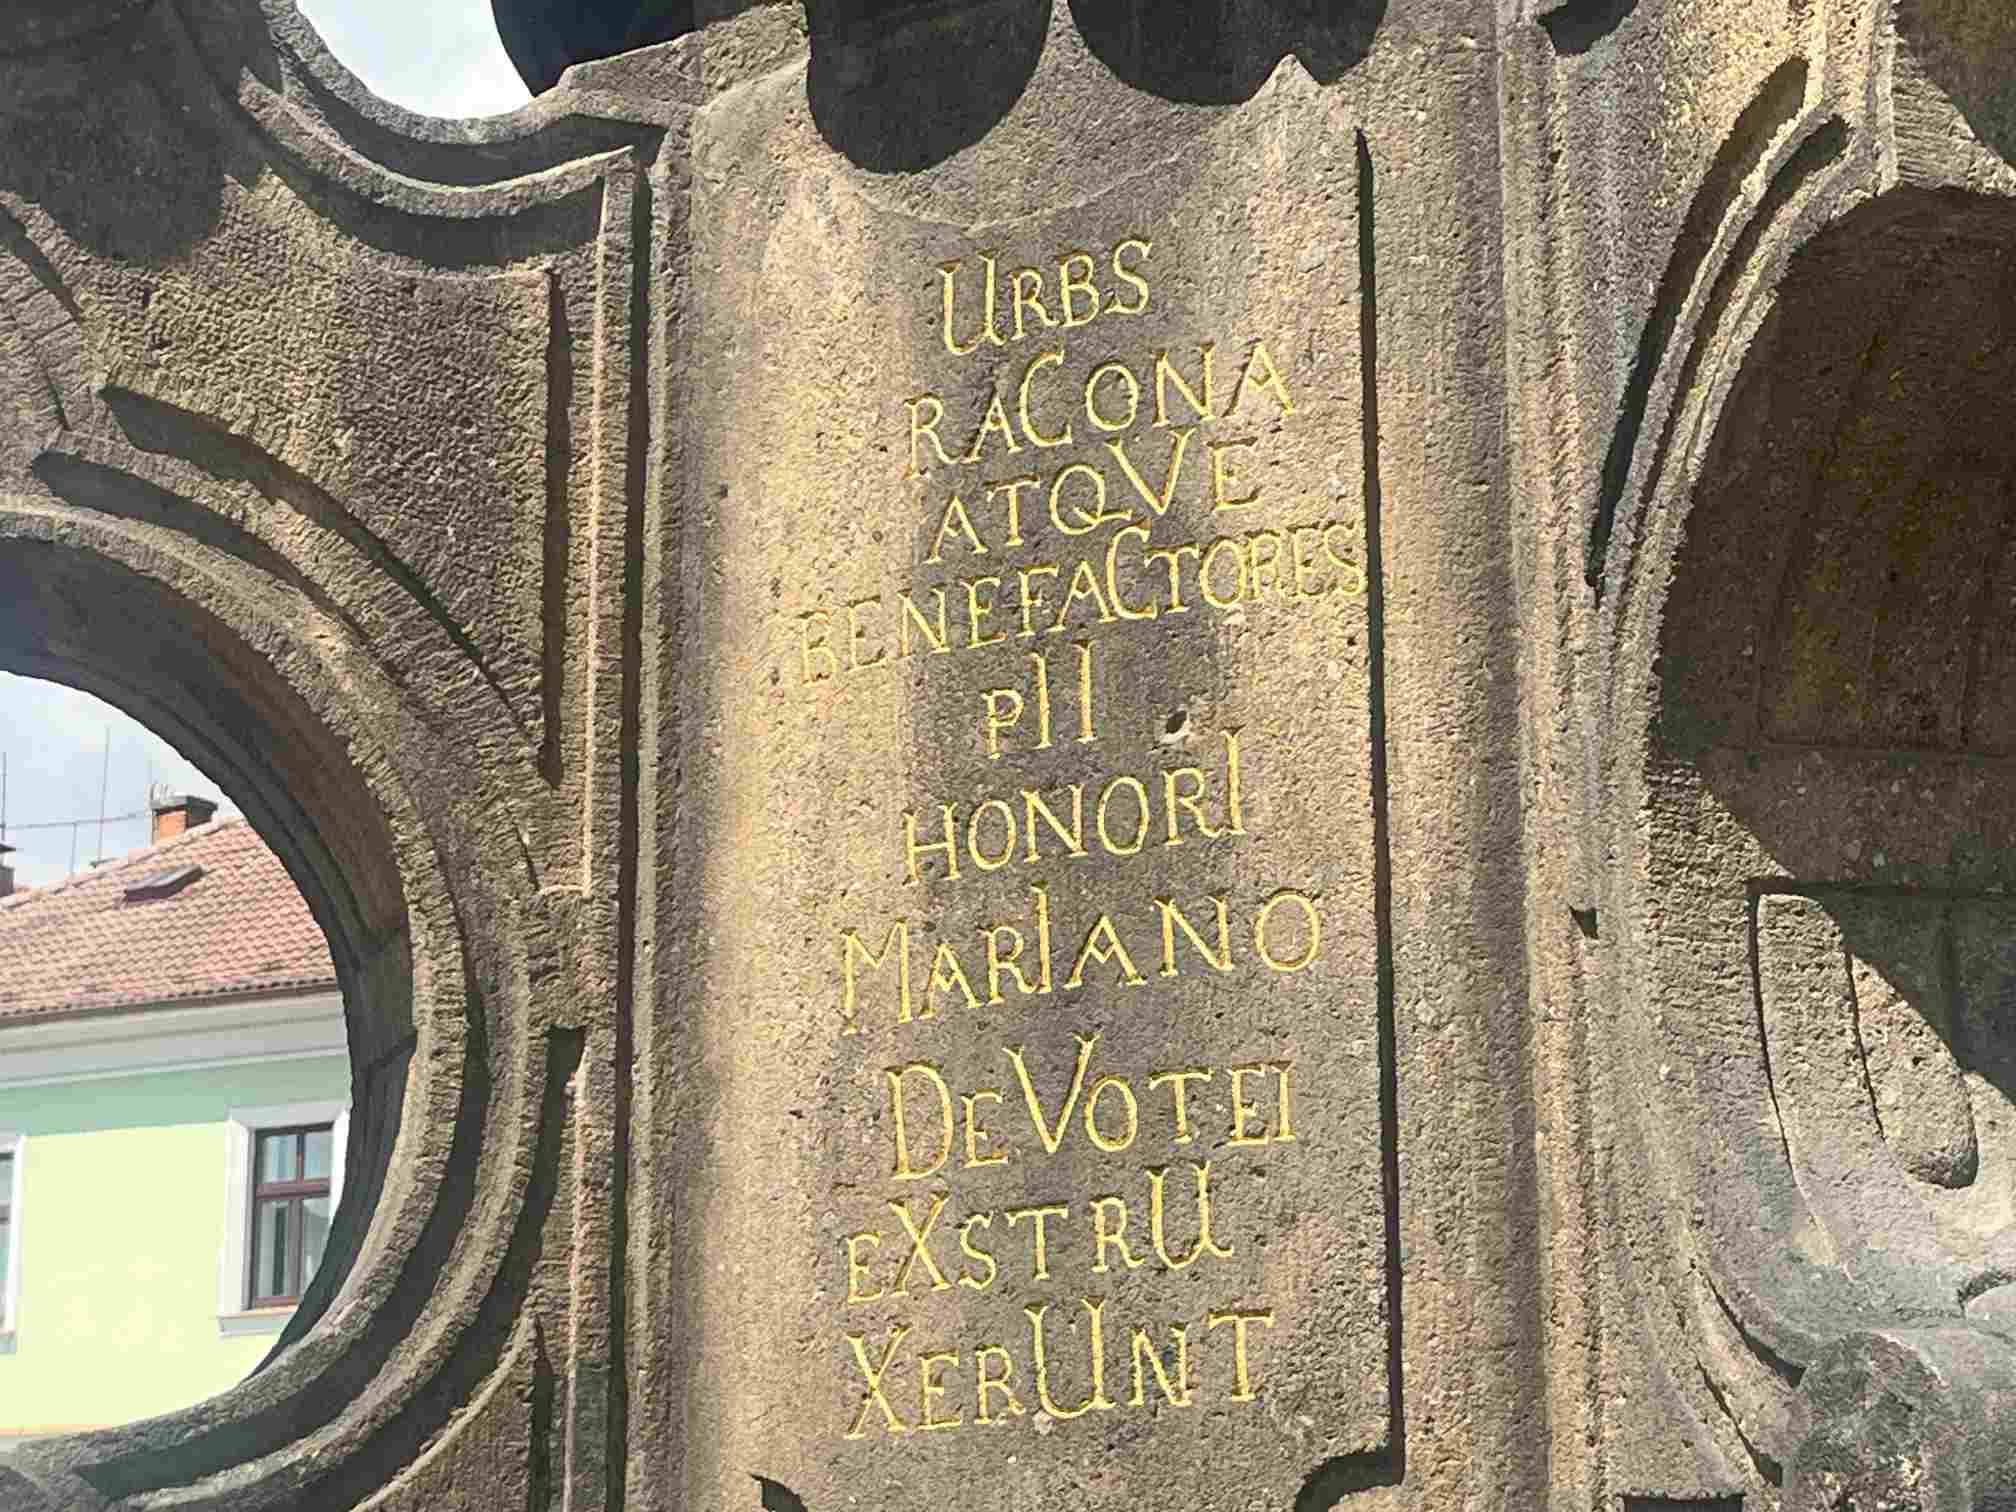 URBS
RACONA
ATQVE
BENEFACTORES
PII
HONORI
MARIANO
DEVOTEI
EXSTRU
XERUNT